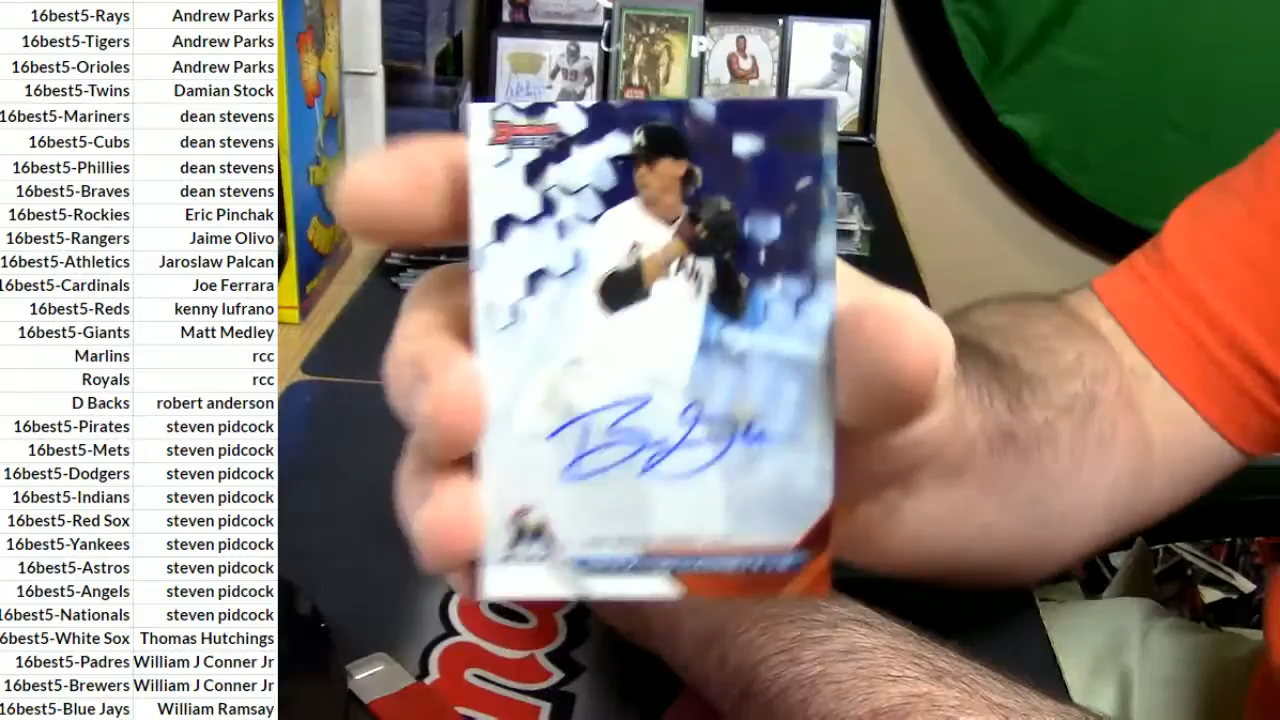 16best5-Rays Andrew Parks
16best5-Tigers Andrew Parks
16best5-Orioles Andrew Parks
16best5-Twins Damian Stock
16best5-Mariners dean stevens
16best5-Cubs dean stevens
16best5-Phillies dean stevens
16best5-Braves dean stevens
16best5-Rockies Eric Pinchak
16best5-Rangers Jaime Olivo
16best5-Athletics Jaroslaw Palcan
16best5-Cardinals Joe Ferrara
16best5-Reds kenny lufrano
16best5-Giants Matt Medley
Marlins rcc
Royals rcc
D Backs robert anderson
16best5-Pirates steven pidcock
16best5-Mets steven pidcock
16best5-Dodgers steven pidcock
16best5-Indians steven pidcock
16best5-Red Sox steven pidcock
16best5-Yankees steven pidcock
16best5-Astros steven pidcock
16best5-Angels steven pidcock
16best5-Nationals steven pidcock
6best5-White Sox Thomas Hutchings
16best5-Padres William J Conner Jr
16best5-Brewers William J Conner Jr
16best5-Blue Jays William Ramsay